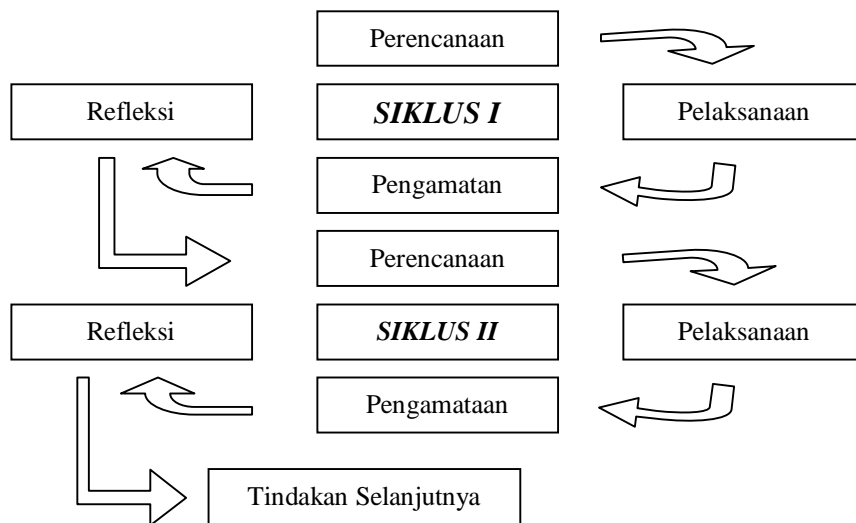 Perencanaan
Refleksi
SIKLUS I
Pelaksanaan
Pengamatan
Perencanaan
Refleksi
SIKLUS II
Pelaksanaan
Pengamataan
Tindakan Selanjutnya